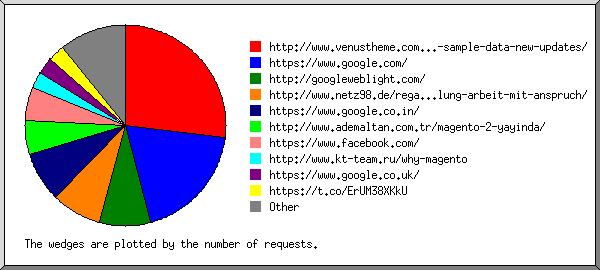 http://www.venustheme.com...-sample-data-new-updates/
https://www.google.com/
http://googleweblight.com/
http://www.netz98.de/rega...lung-arbeit-mit-anspruch/
https://www.google.co.in/
http://www.ademaltan.com.tr/magento-2-yayinda/
https://www.facebook.com/
http://www.kt-team.ru/why-magento
https://www.google.co.uk/
https://t.co/ErUM38XKkU
Other
The wedges are plotted by the number of requests.